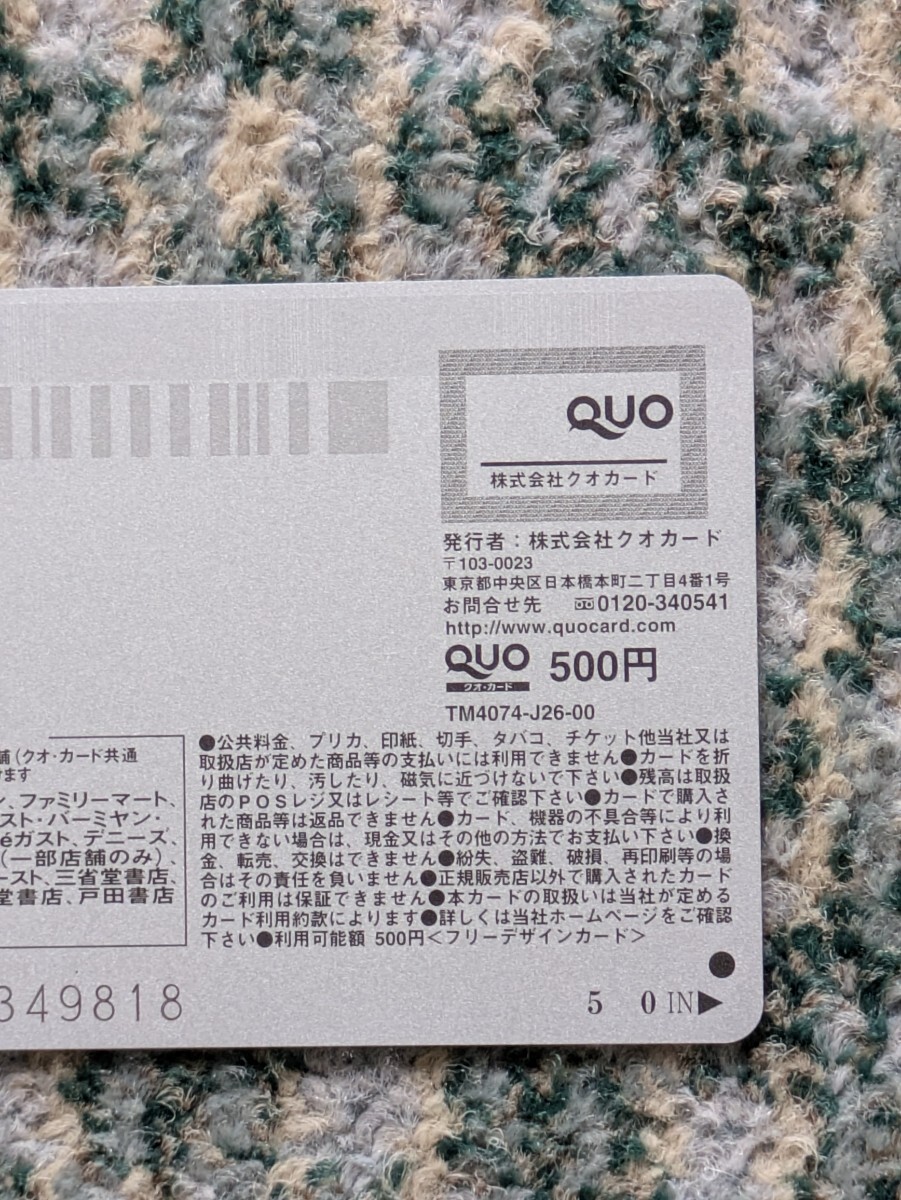 QUO
株式会社クオカード
発行者：株式会社クオカード
〒103-0023
東京都中央区日本橋本町二丁目4番1号
お問合せ先 0120-340541
http://www.quocard.com
QUO 500円
クオ・カード
TM4074-J26-00
舗(クオ・カード共通
けます
ン、ファミリーマート、
スト・バーミヤン・
éガスト、デニーズ、
(一部店舗のみ)、
ースト、三省堂書店、
堂書店、戸田書店
●公共料金、プリカ、印紙、切手、タバコ、チケット他当社又は
取扱店が定めた商品等の支払いには利用できません●カードを折
り曲げたり、汚したり、磁気に近づけないで下さい●残高は取扱
店のPOSレジ又はレシート等でご確認下さい●カードで購入さ
れた商品等は返品できません●カード、機器の不具合等により利
用できない場合は、現金又はその他の方法でお支払い下さい●換
金、転売、交換はできません●紛失、盗難、破損、再印刷等の場
合はその責任を負いません●正規販売店以外で購入されたカード
のご利用は保証できません●本カードの取扱いは当社が定める
カード利用約款によります●詳しくは当社ホームページをご確認
下さい●利用可能額 500円＜フリーデザインカード＞
349818
5 0 IN▶